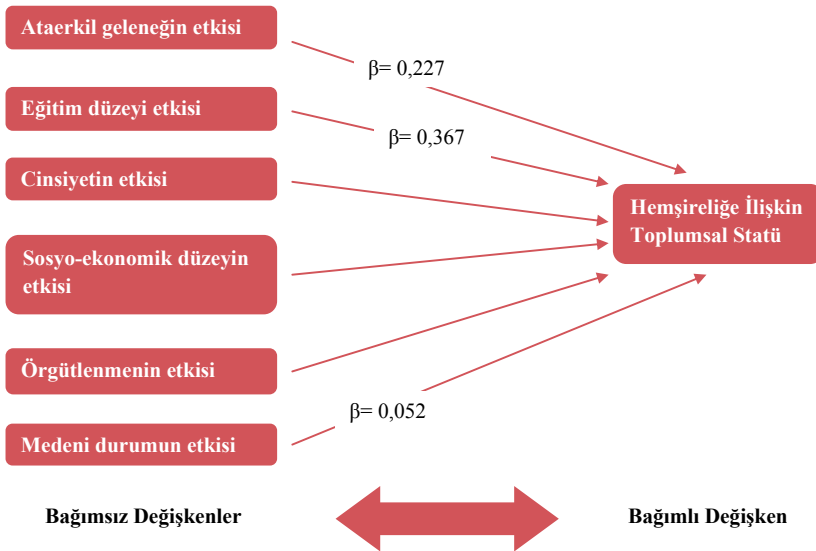 Ataerkil geleneğin etkisi
β= 0,227
Eğitim düzeyi etkisi
β= 0,367
Cinsiyetin etkisi
Hemşireliğe İlişkin
Toplumsal Statü
Sosyo-ekonomik düzeyin
etkisi
Örgütlenmenin etkisi
β= 0,052
Medeni durumun etkisi
Bağımsız Değişkenler
Bağımlı Değişken